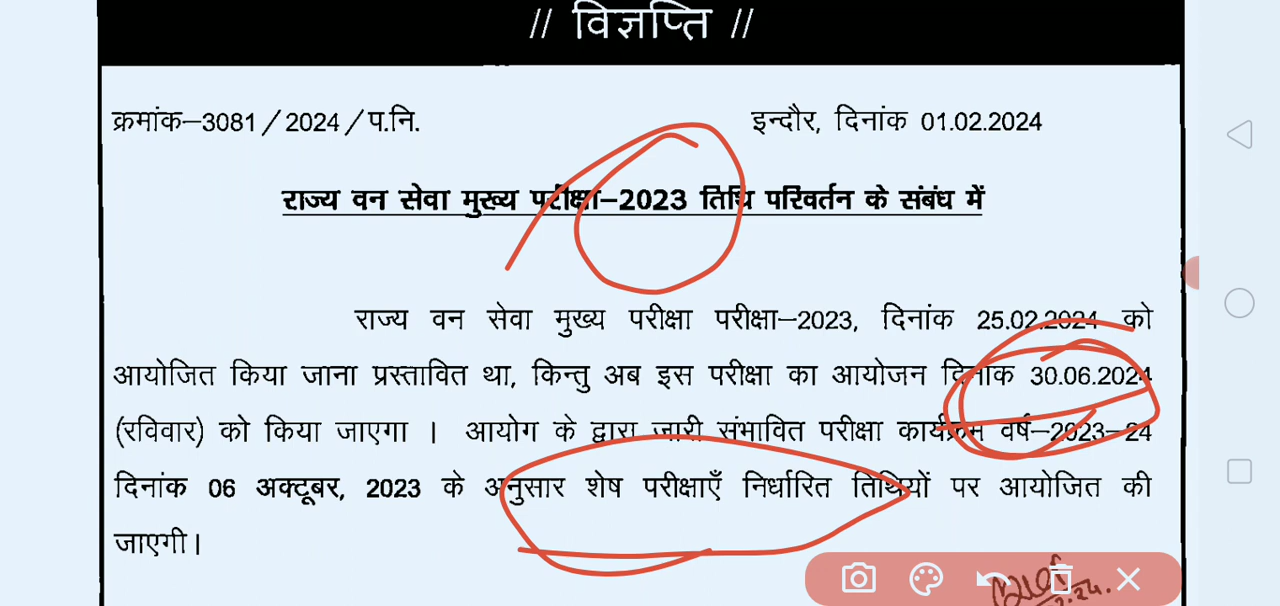 // विज्ञप्ति //
क्रमांक–3081/2024/प.नि. इन्दौर, दिनांक 01.02.2024
राज्य वन सेवा मुख्य परीक्षा–2023 तिथि परिवर्तन के संबंध में
राज्य वन सेवा मुख्य परीक्षा परीक्षा–2023, दिनांक 25.02.2024 को
आयोजित किया जाना प्रस्तावित था, किन्तु अब इस परीक्षा का आयोजन दिनांक 30.06.2024
(रविवार) को किया जाएगा । आयोग के द्वारा जारी संभावित परीक्षा कार्यक्रम वर्ष–2023–24
दिनांक 06 अक्टूबर, 2023 के अनुसार शेष परीक्षाएँ निर्धारित तिथियों पर आयोजित की
जाएगी।